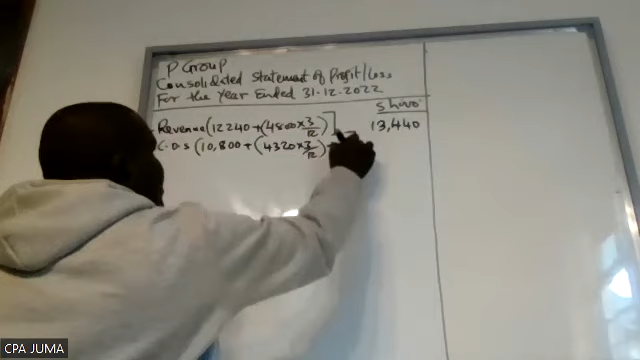 P Group
Consolidated Statement of Profit/Loss
For the Year Ended 31-12-2022
Sh'000'
Revenue (12240 + (4800 x 3/12)] 13,440
C.O.S (10,800 + (4320 x 3/12)
CPA JUMA